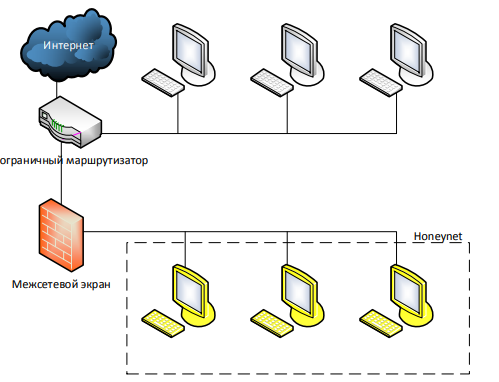 Интернет
ограничный маршрутизатор
Honeynet
Межсетевой экран